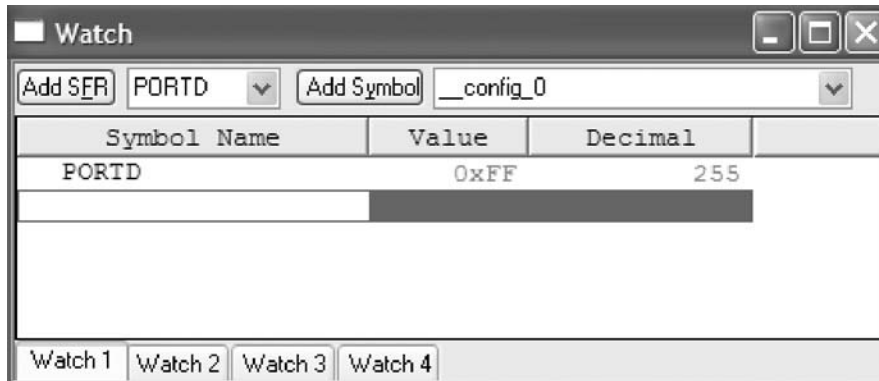 Watch
Add SFR PORTD Add Symbol __config_0
Symbol Name Value Decimal
PORTD 0xFF 255
Watch 1 Watch 2 Watch 3 Watch 4